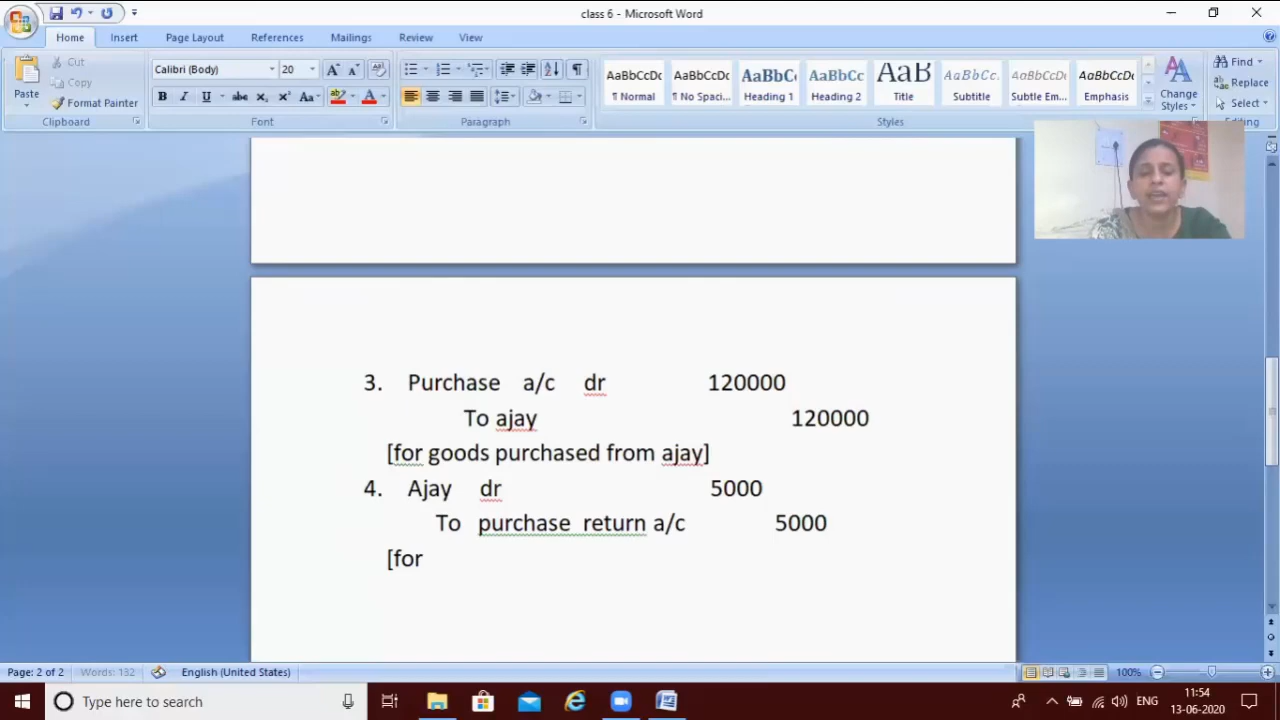 class 6 - Microsoft Word
Home Insert Page Layout References Mailings Review View
Paste Cut Copy Format Painter Clipboard
Calibri (Body) 20 Font
Paragraph
AaBbCcDc ¶ Normal
AaBbCcDc ¶ No Spaci...
AaBbC Heading 1
AaBbCc Heading 2
AaB Title
AaBbCc. Subtitle
AaBbCcDc Subtle Em...
AaBbCcDc Emphasis
Change Styles
Styles
Find
Replace
Select
Editing
3. Purchase a/c dr 120000
To ajay 120000
[for goods purchased from ajay]
4. Ajay dr 5000
To purchase return a/c 5000
[for
Page: 2 of 2 Words: 132 English (United States) 100%
Type here to search ENG 11:54
13-06-2020